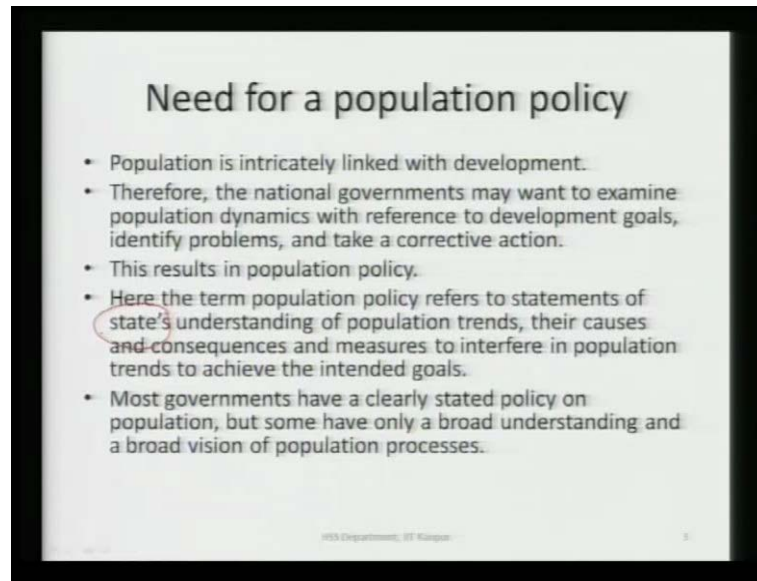 Need for a population policy
• Population is intricately linked with development.
• Therefore, the national governments may want to examine
population dynamics with reference to development goals,
identify problems, and take a corrective action.
• This results in population policy.
• Here the term population policy refers to statements of
state's understanding of population trends, their causes
and consequences and measures to interfere in population
trends to achieve the intended goals.
• Most governments have a clearly stated policy on
population, but some have only a broad understanding and
a broad vision of population processes.
HSS Department, IIT Kanpur